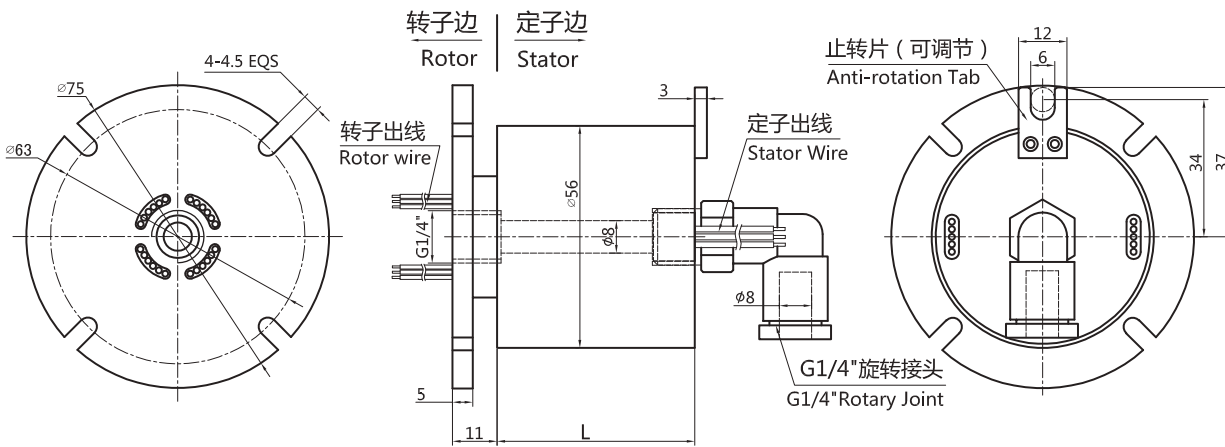 转子边
定子边
Rotor
Stator
4-4.5 EQS
⌀75
⌀63
转子出线
Rotor wire
G1/4"
⌀56
ϕ8
3
定子出线
Stator Wire
ϕ8
5
11
L
G1/4"旋转接头
G1/4"Rotary Joint
止转片(可调节)
Anti-rotation Tab
12
6
34
37